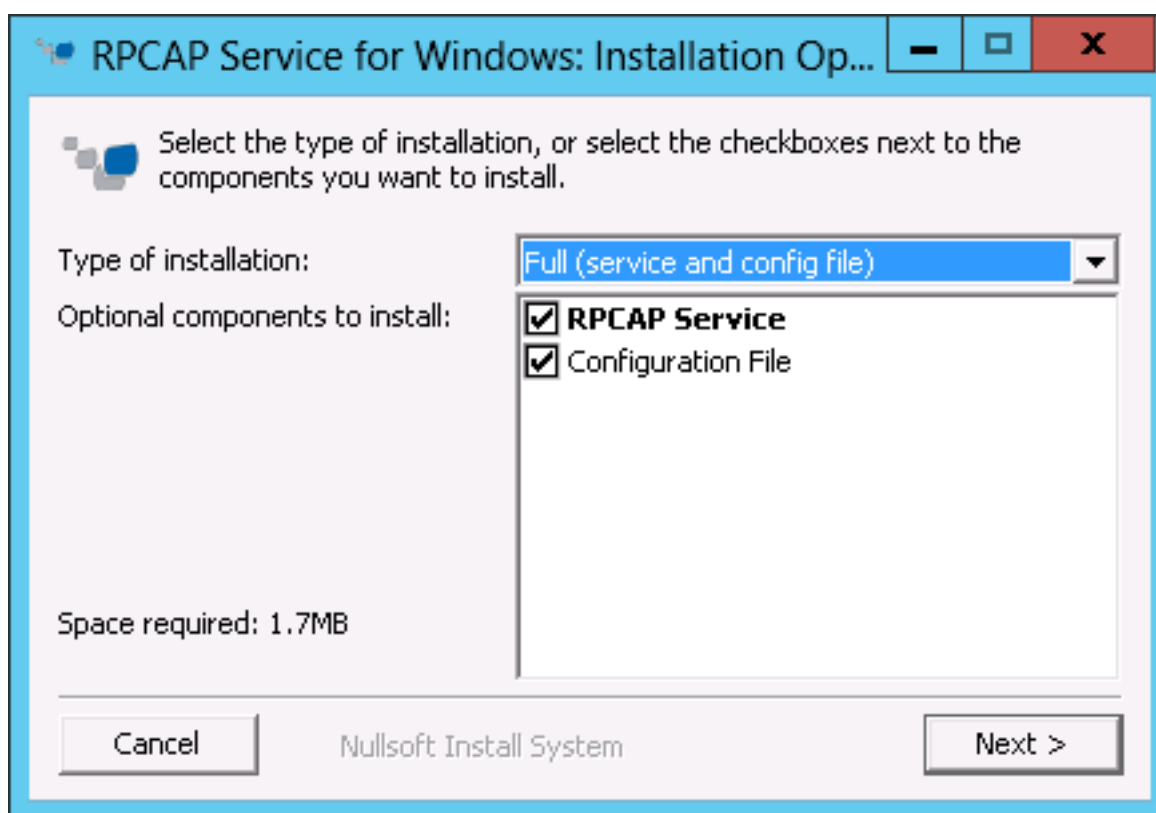 RPCAP Service for Windows: Installation Op...
Select the type of installation, or select the checkboxes next to the
components you want to install.
Type of installation:
Full (service and config file)
Optional components to install:
RPCAP Service
Configuration File
Space required: 1.7MB
Cancel
Nullsoft Install System
Next >